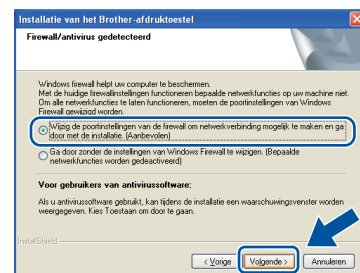 Installatie van het Brother-afdruktoestel
Firewall/antivirus gedetecteerd
Windows firewall helpt uw computer te beschermen.
Met de huidige firewallinstellingen functioneren bepaalde netwerkfuncties op uw machine niet.
Om alle netwerkfuncties te laten functioneren, moeten de poortinstellingen van Windows
Firewall gewijzigd worden.
Wijzig de poortinstellingen van de firewall om netwerkverbinding mogelijk te maken en ga
door met de installatie. (Aanbevolen)
Ga door zonder de instellingen van Windows Firewall te wijzigen. (Bepaalde
netwerkfuncties worden gedeactiveerd)
Voor gebruikers van antivirussoftware:
Als u antivirussoftware gebruikt, kan tijdens de installatie een waarschuwingsvenster worden
weergegeven. Kies Toestaan om door te gaan.
InstallShield
< Vorige
Volgende >
Annuleren